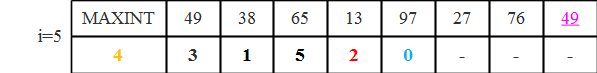 MAXINT 49 38 65 13 97 27 76 49
i=5
4 3 1 5 2 0 - - -